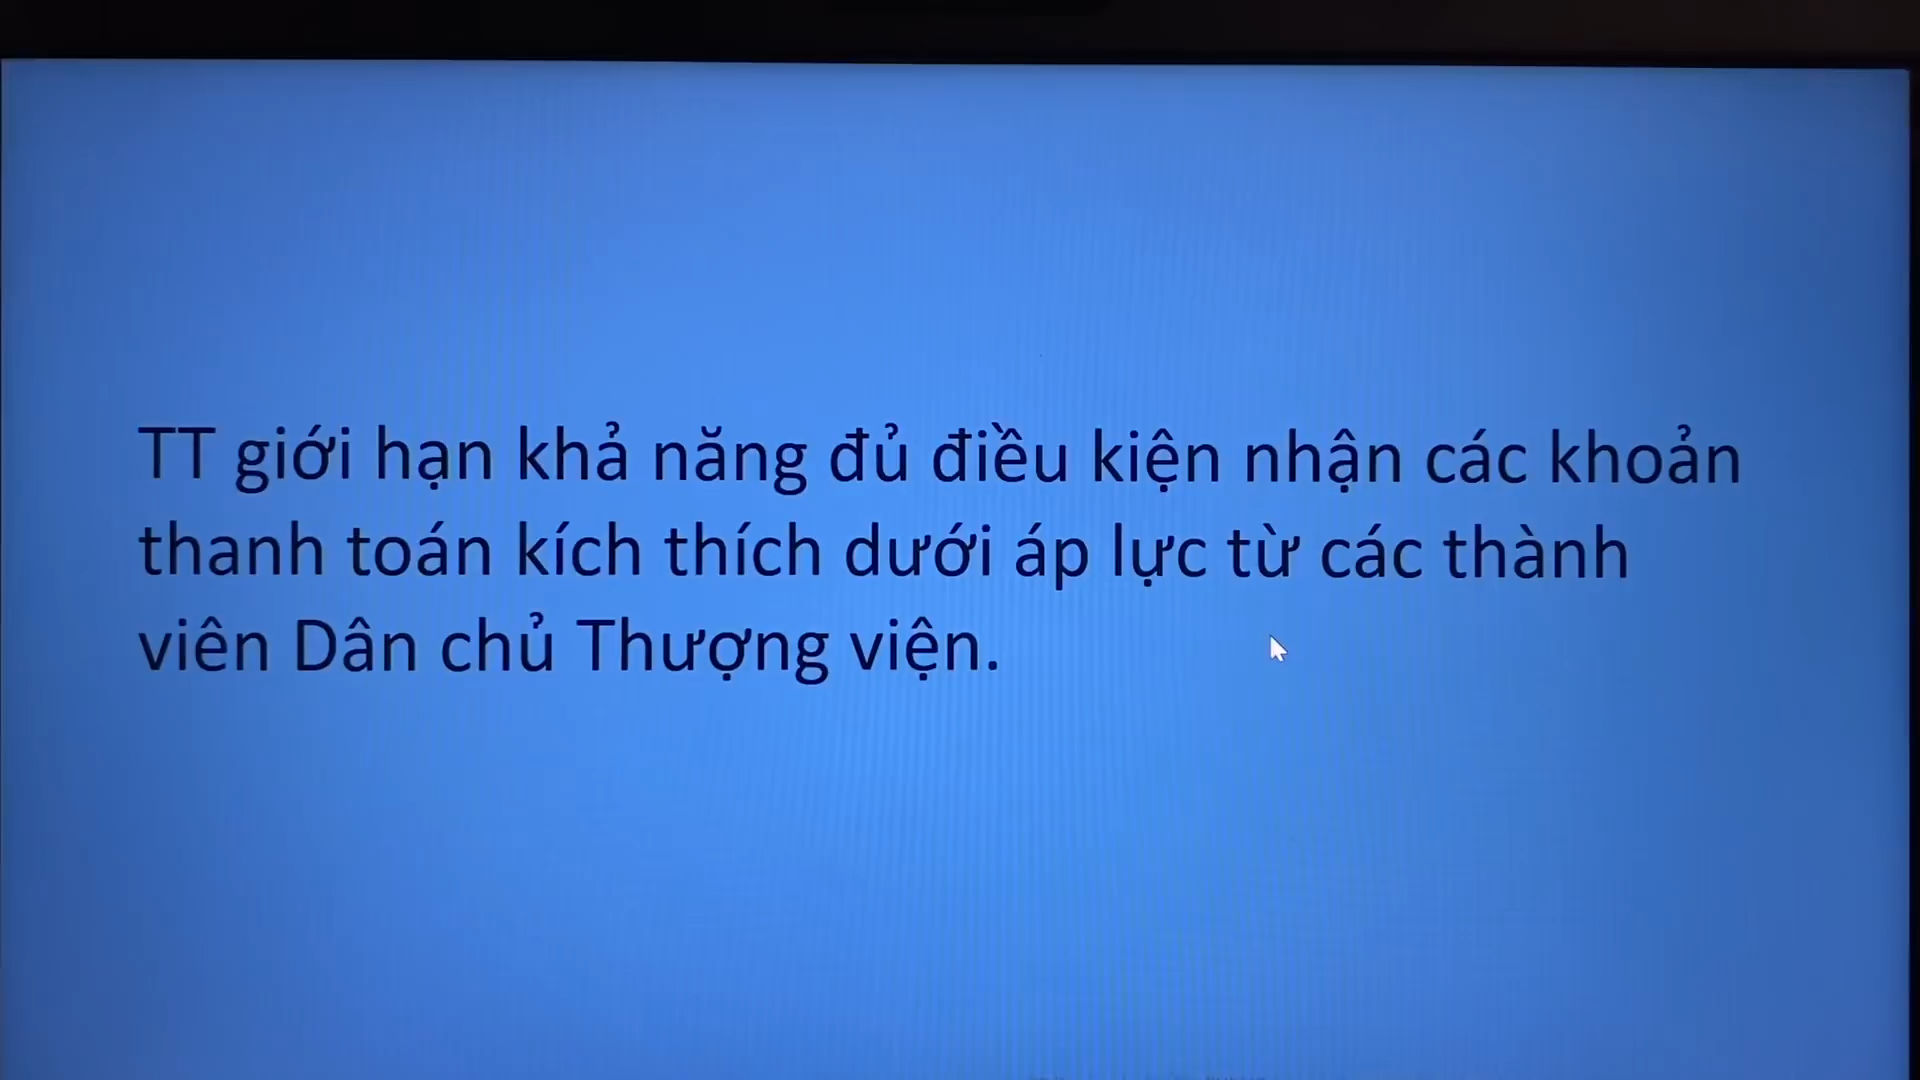 TT giới hạn khả năng đủ điều kiện nhận các khoản
thanh toán kích thích dưới áp lực từ các thành
viên Dân chủ Thượng viện.